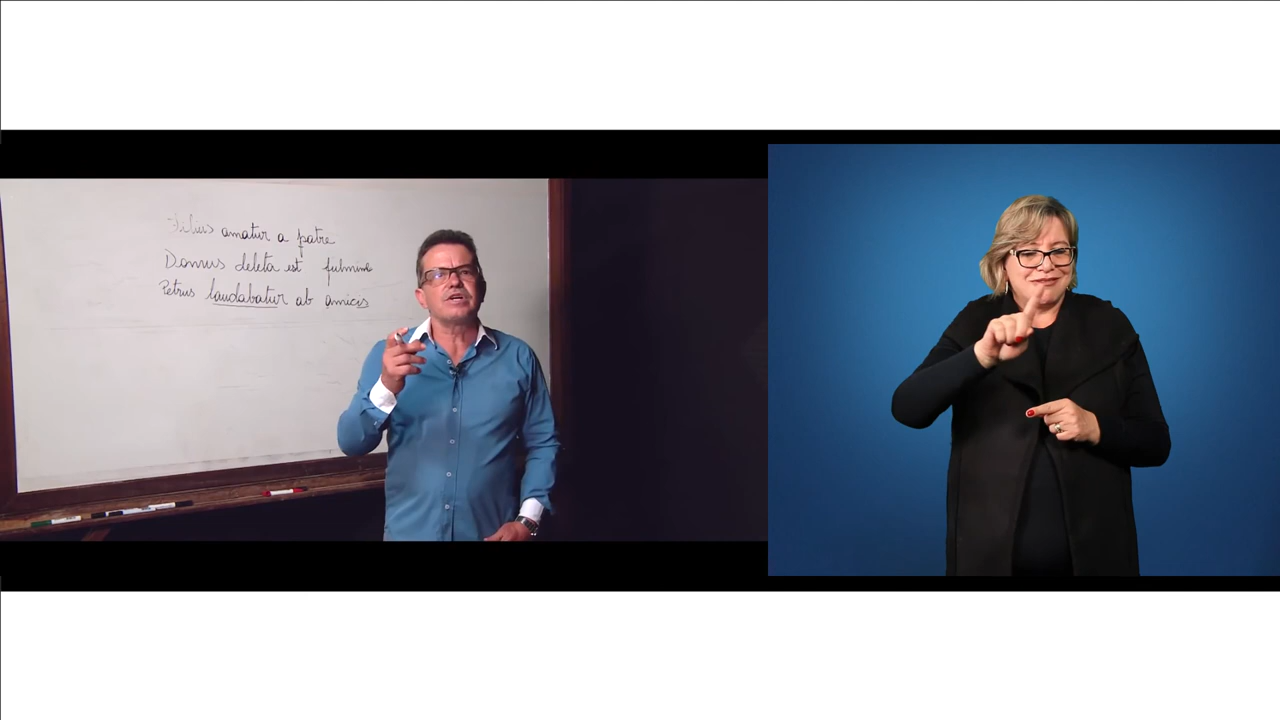 Filius amatur a patre
Domus deleta est fulmine
Petrus laudabatur ab amicis